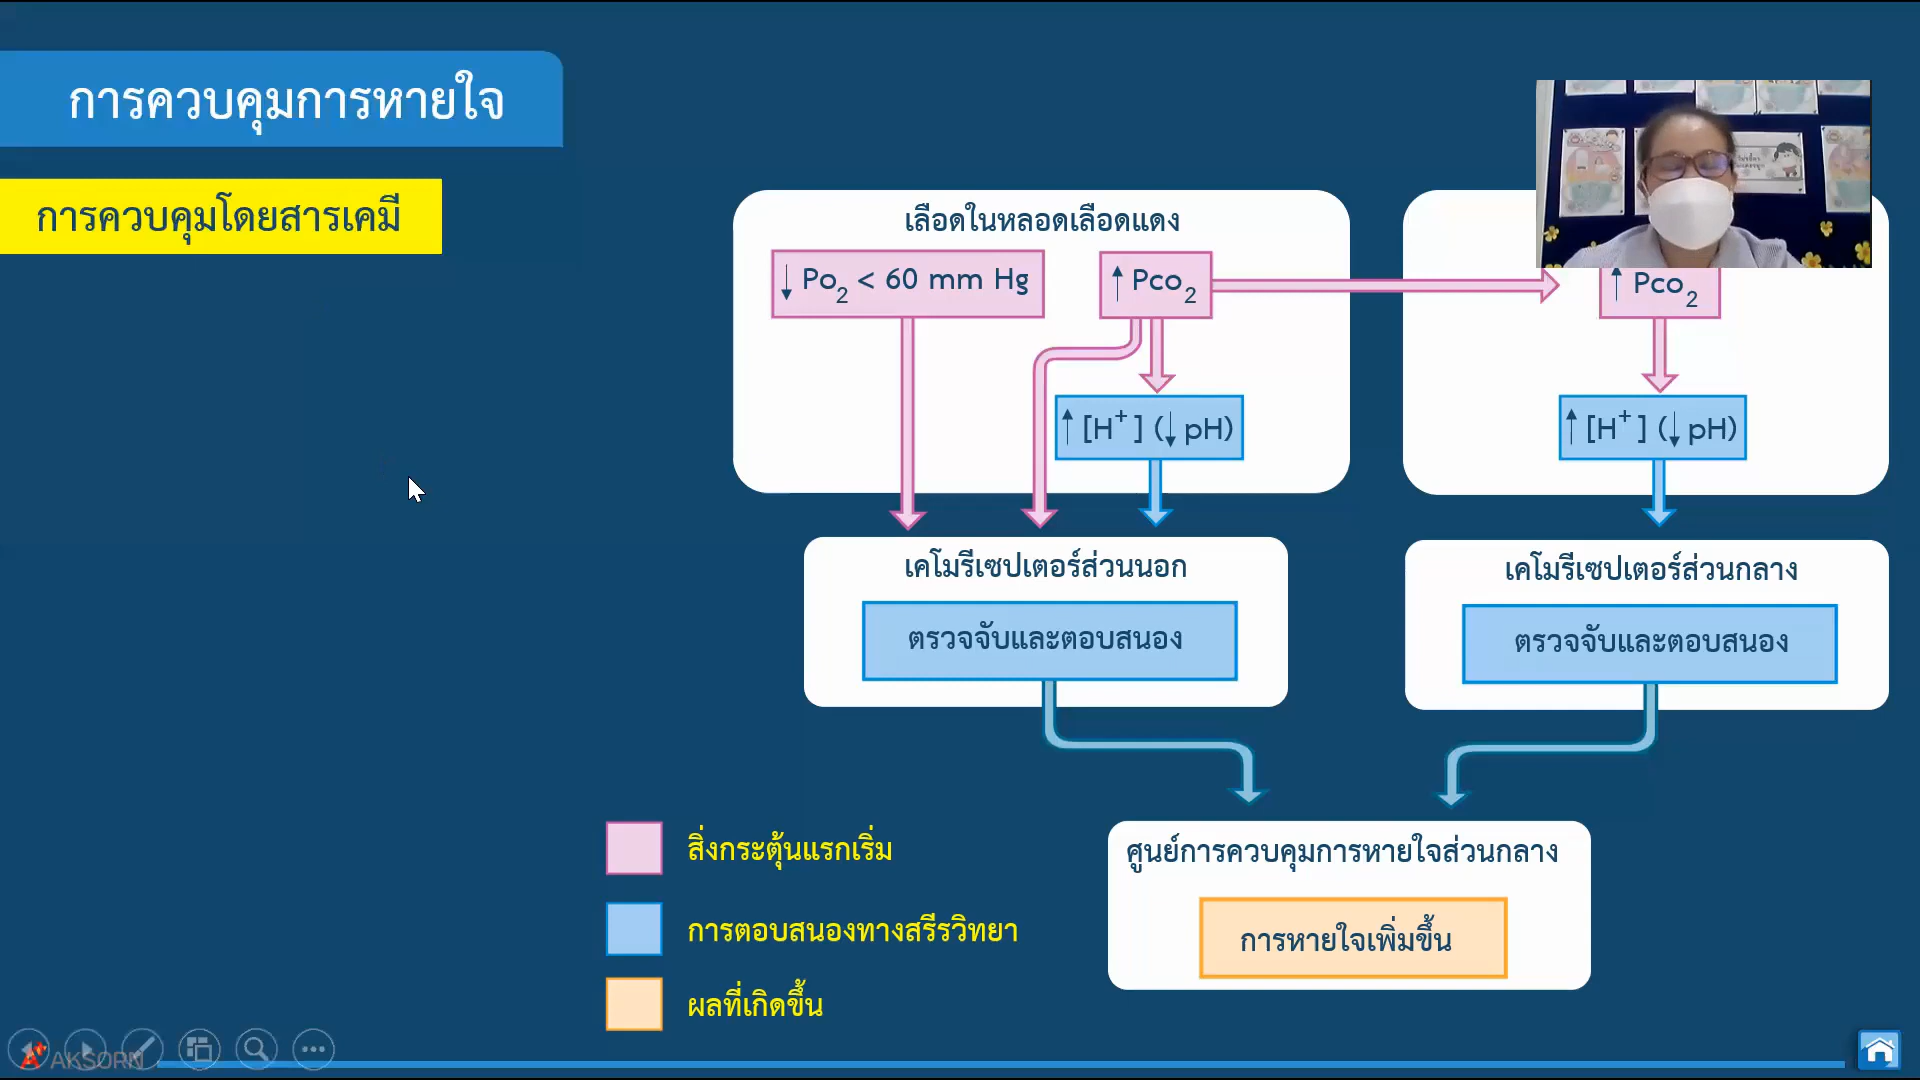 การควบคุมการหายใจ
การควบคุมโดยสารเคมี
เลือดในหลอดเลือดแดง
↓ Po2 < 60 mm Hg
↑ Pco2
↑ Pco2
↑ [H+] (↓ pH)
↑ [H+] (↓ pH)
เคโมรีเซปเตอร์ส่วนนอก
เคโมรีเซปเตอร์ส่วนกลาง
ตรวจจับและตอบสนอง
ตรวจจับและตอบสนอง
ศูนย์การควบคุมการหายใจส่วนกลาง
การหายใจเพิ่มขึ้น
สิ่งกระตุ้นแรกเริ่ม
การตอบสนองทางสรีรวิทยา
ผลที่เกิดขึ้น
AKSORN